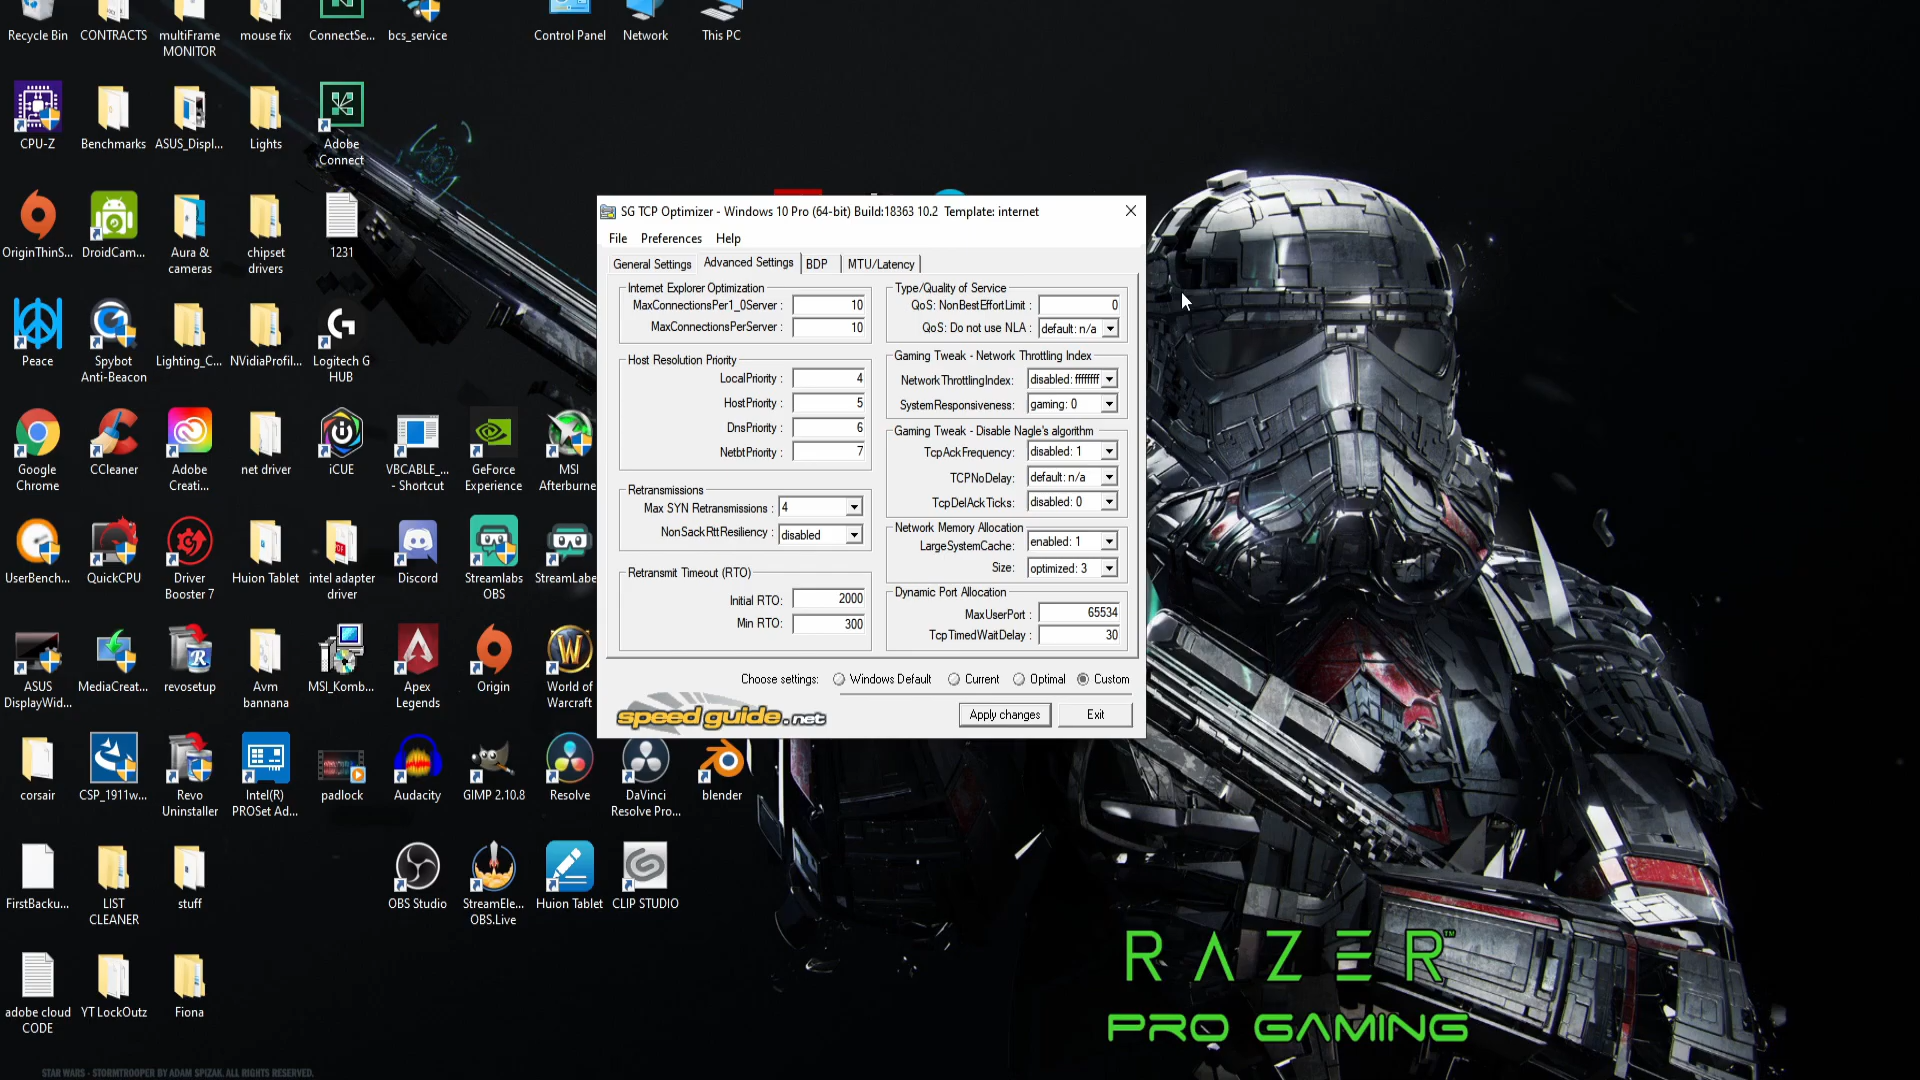 Recycle Bin
CONTRACTS
multiFrame
MONITOR
mouse fix
ConnectSe...
bcs_service
Control Panel
Network
This PC
CPU-Z
Benchmarks
ASUS_Displ...
Lights
Adobe
Connect
OriginThinS...
DroidCam...
Aura &
cameras
chipset
drivers
1231
Peace
Spybot
Anti-Beacon
Lighting_C...
NVidiaProfil...
Logitech G
HUB
Google
Chrome
CCleaner
Adobe
Creati...
net driver
iCUE
VBCABLE_...
- Shortcut
GeForce
Experience
MSI
Afterburner
UserBench...
QuickCPU
Driver
Booster 7
Huion Tablet
intel adapter
driver
Discord
Streamlabs
OBS
StreamLabe
ASUS
DisplayWid...
MediaCreat...
revosetup
Avm
bannana
MSI_Komb...
Apex
Legends
Origin
World of
Warcraft
corsair
CSP_1911w...
Revo
Uninstaller
Intel(R)
PROSet Ad...
padlock
Audacity
GIMP 2.10.8
Resolve
DaVinci
Resolve Pro...
blender
FirstBacku...
LIST
CLEANER
stuff
OBS Studio
StreamEle...
OBS.Live
Huion Tablet
CLIP STUDIO
adobe cloud
CODE
YT LockOutz
Fiona
SG TCP Optimizer - Windows 10 Pro (64-bit) Build:18363 10.2 Template: internet
File Preferences Help
General Settings Advanced Settings BDP MTU/Latency
Internet Explorer Optimization
MaxConnectionsPer1_0Server : 10
MaxConnectionsPerServer : 10
Host Resolution Priority
LocalPriority : 4
HostPriority : 5
DnsPriority : 6
NetbtPriority : 7
Retransmissions
Max SYN Retransmissions : 4
NonSackRttResiliency : disabled
Retransmit Timeout (RTO)
Initial RTO: 2000
Min RTO: 300
Type/Quality of Service
QoS: NonBestEffortLimit : 0
QoS: Do not use NLA : default: n/a
Gaming Tweak - Network Throttling Index
NetworkThrottlingIndex: disabled: ffffffff
SystemResponsiveness: gaming: 0
Gaming Tweak - Disable Nagle's algorithm
TcpAckFrequency: disabled: 1
TCPNoDelay: default: n/a
TcpDelAckTicks: disabled: 0
Network Memory Allocation
LargeSystemCache: enabled: 1
Size: optimized: 3
Dynamic Port Allocation
MaxUserPort : 65534
TcpTimedWaitDelay : 30
Choose settings: Windows Default Current Optimal Custom
speedguide.net
Apply changes Exit
RAZER™
PRO GAMING
STAR WARS - STORMTROOPER BY ADAM SPIZAK. ALL RIGHTS RESERVED.